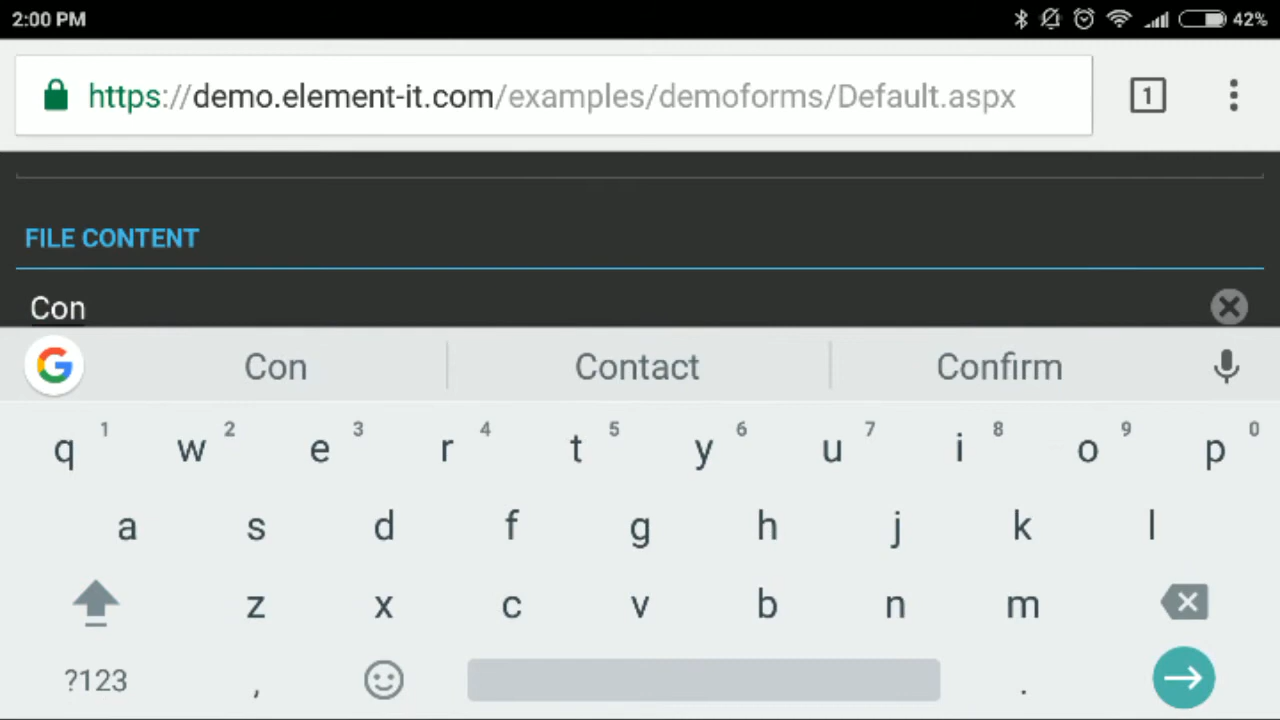 2:00 PM 42%
https://demo.element-it.com/examples/demoforms/Default.aspx 1
FILE CONTENT
Con
G Con Contact Confirm
q 1 w 2 e 3 r 4 t 5 y 6 u 7 i 8 o 9 p 0
a s d f g h j k l
z x c v b n m
?123 , .